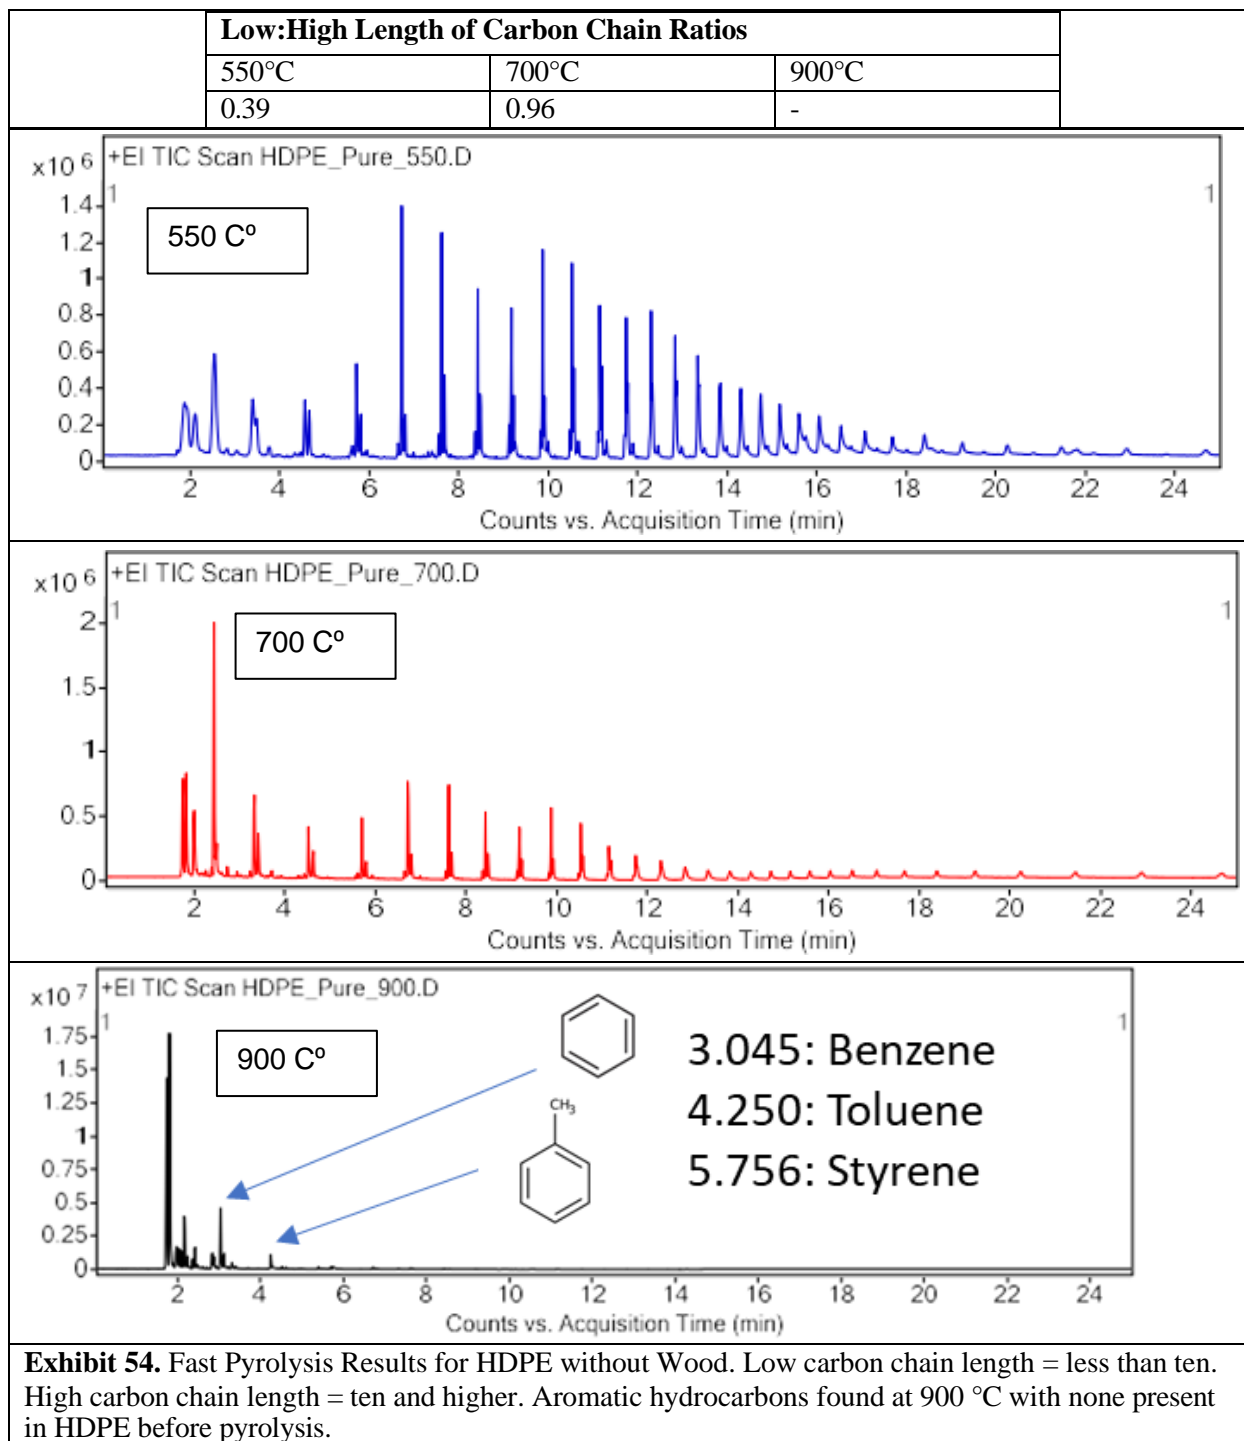 Low:High Length of Carbon Chain Ratios
550°C 700°C 900°C
0.39 0.96 -
x10 6 +EI TIC Scan HDPE_Pure_550.D
1 1
550 Cº
1.4
1.2
1
0.8
0.6
0.4
0.2
0
2 4 6 8 10 12 14 16 18 20 22 24
Counts vs. Acquisition Time (min)
x10 6 +EI TIC Scan HDPE_Pure_700.D
1 1
700 Cº
2
1.5
1
0.5
0
2 4 6 8 10 12 14 16 18 20 22 24
Counts vs. Acquisition Time (min)
x10 7 +EI TIC Scan HDPE_Pure_900.D
1 1
900 Cº
1.75
1.5
1.25
1
0.75
0.5
0.25
0
CH₃
3.045: Benzene
4.250: Toluene
5.756: Styrene
2 4 6 8 10 12 14 16 18 20 22 24
Counts vs. Acquisition Time (min)
Exhibit 54. Fast Pyrolysis Results for HDPE without Wood. Low carbon chain length = less than ten.
High carbon chain length = ten and higher. Aromatic hydrocarbons found at 900 °C with none present
in HDPE before pyrolysis.